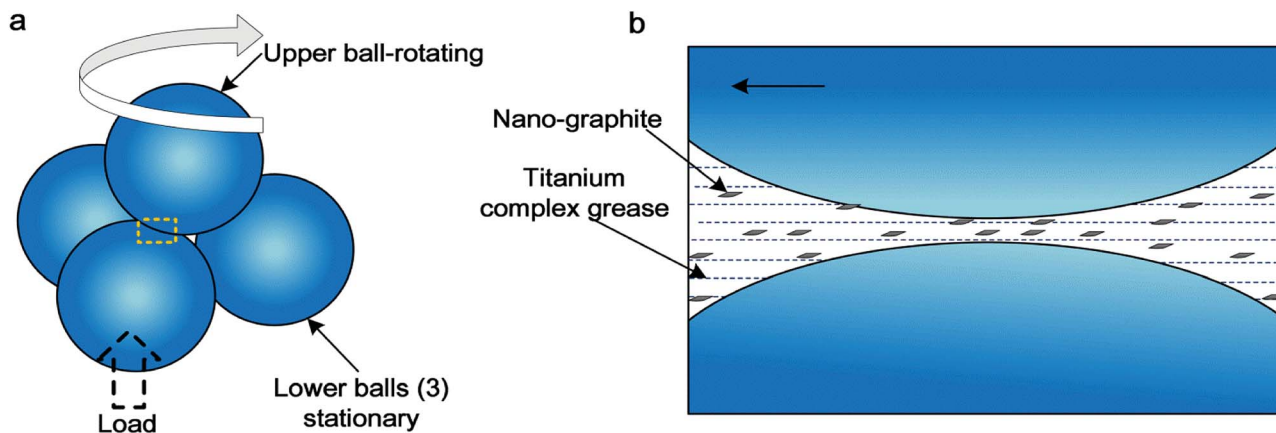 a
Upper ball-rotating
Lower balls (3)
stationary
Load
b
Nano-graphite
Titanium
complex grease